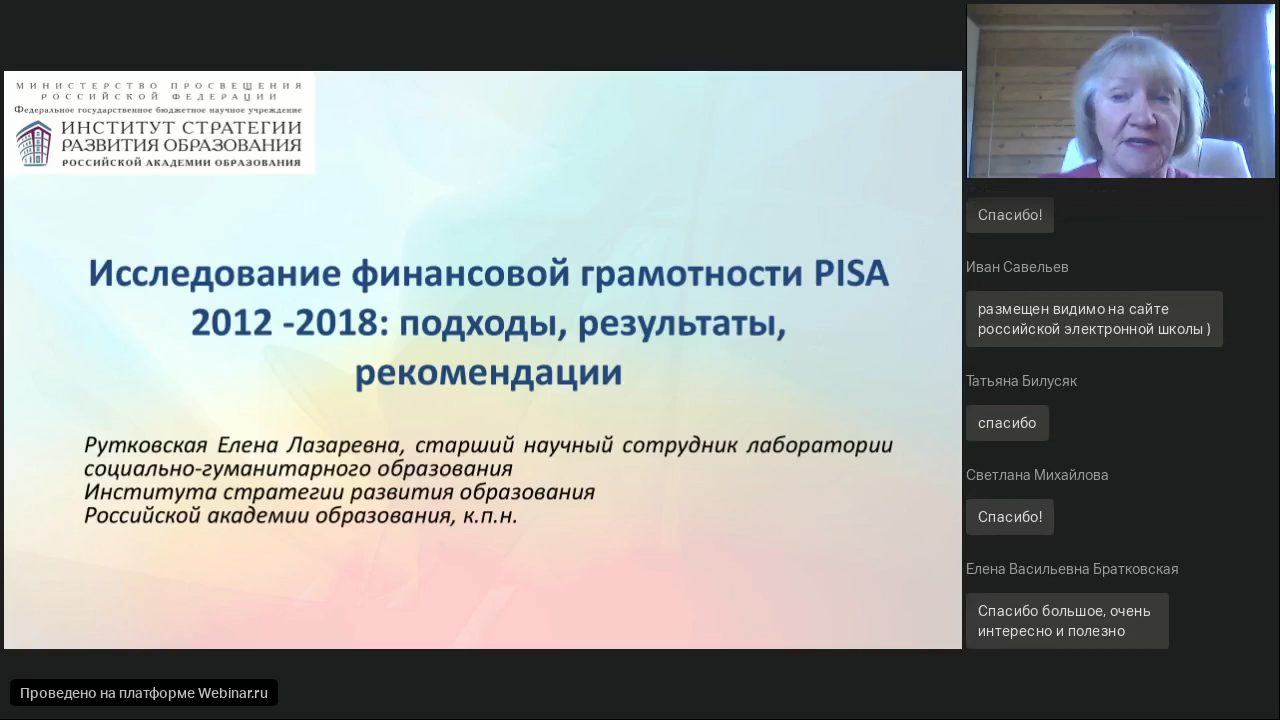 МИНИСТЕРСТВО ПРОСВЕЩЕНИЯ
РОССИЙСКОЙ ФЕДЕРАЦИИ
Федеральное государственное бюджетное научное учреждение
ИНСТИТУТ СТРАТЕГИИ
РАЗВИТИЯ ОБРАЗОВАНИЯ
РОССИЙСКОЙ АКАДЕМИИ ОБРАЗОВАНИЯ
Исследование финансовой грамотности PISA
2012 -2018: подходы, результаты,
рекомендации
Рутковская Елена Лазаревна, старший научный сотрудник лаборатории
социально-гуманитарного образования
Института стратегии развития образования
Российской академии образования, к.п.н.
Спасибо!
Иван Савельев
размещен видимо на сайте
российской электронной школы )
Татьяна Билусяк
спасибо
Светлана Михайлова
Спасибо!
Елена Васильевна Братковская
Спасибо большое, очень
интересно и полезно
Проведено на платформе Webinar.ru